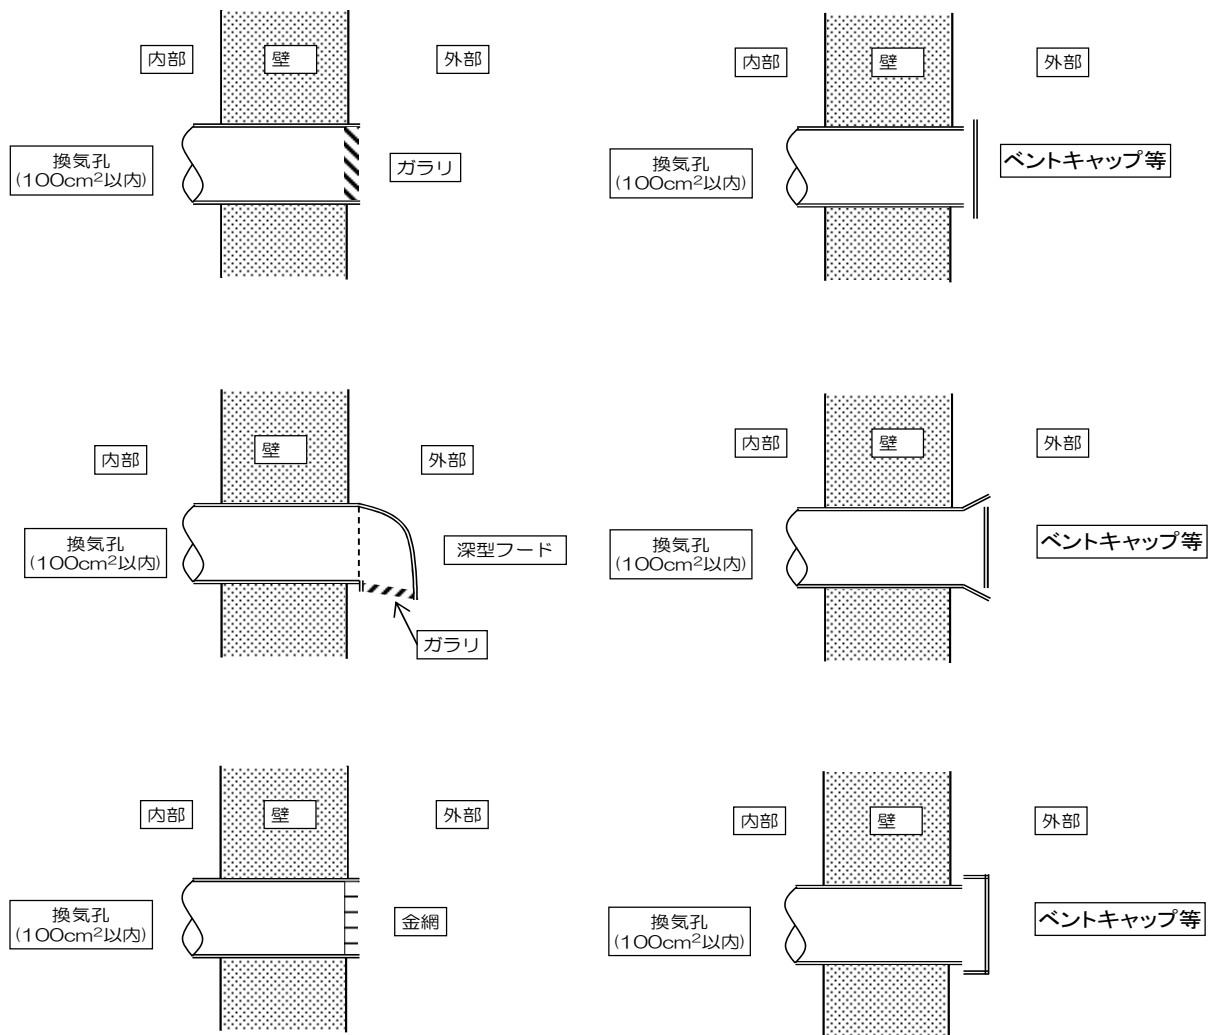 内部
壁
外部
換気孔
(100cm²以内)
ガラリ
内部
壁
外部
換気孔
(100cm²以内)
ベントキャップ等
内部
壁
外部
換気孔
(100cm²以内)
深型フード
ガラリ
内部
壁
外部
換気孔
(100cm²以内)
ベントキャップ等
内部
壁
外部
換気孔
(100cm²以内)
金網
内部
壁
外部
換気孔
(100cm²以内)
ベントキャップ等